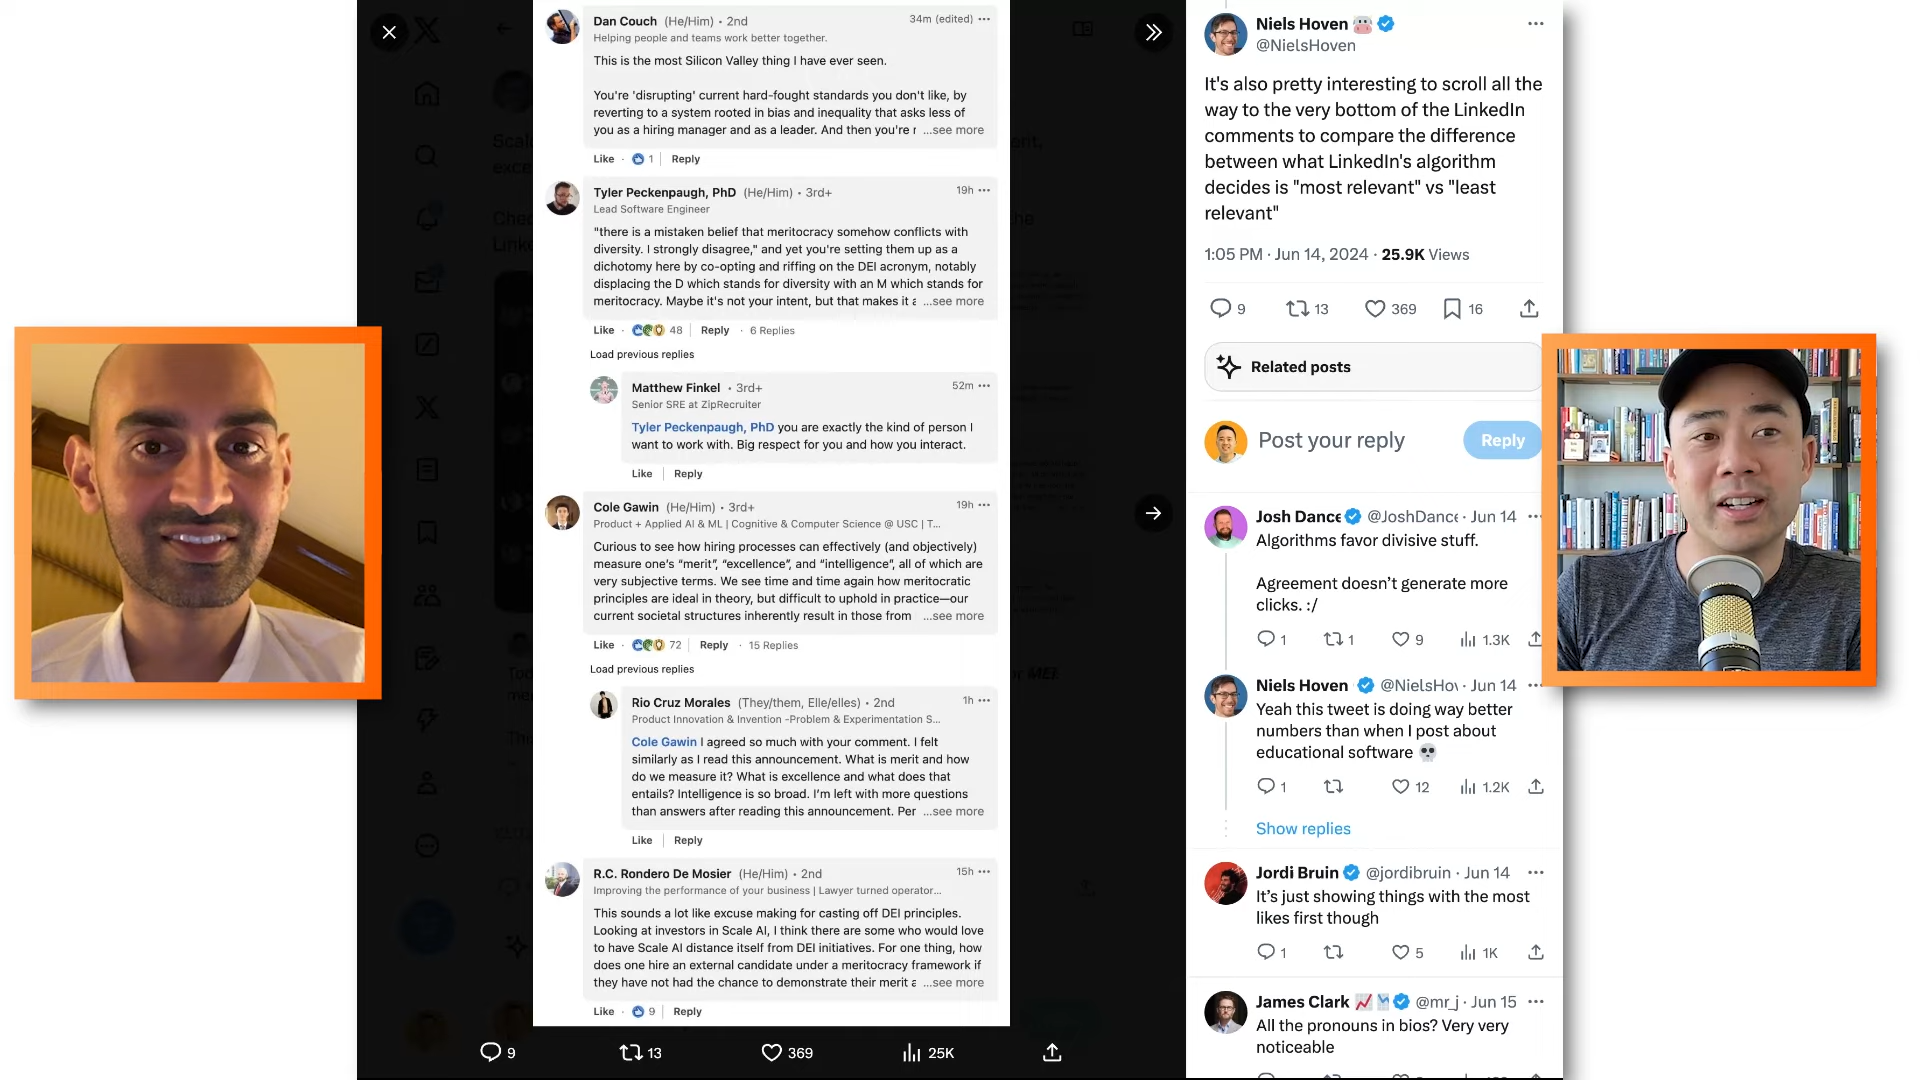 Dan Couch (He/Him) • 2nd
34m (edited) •••
Helping people and teams work better together.
This is the most Silicon Valley thing I have ever seen.
You're 'disrupting' current hard-fought standards you don't like, by
reverting to a system rooted in bias and inequality that asks less of
you as a hiring manager and as a leader. And then you're r ...see more
Like · 1 | Reply
Tyler Peckenpaugh, PhD (He/Him) • 3rd+
19h •••
Lead Software Engineer
"there is a mistaken belief that meritocracy somehow conflicts with
diversity. I strongly disagree," and yet you're setting them up as a
dichotomy here by co-opting and riffing on the DEI acronym, notably
displacing the D which stands for diversity with an M which stands for
meritocracy. Maybe it's not your intent, but that makes it a ...see more
Like · 48 | Reply · 6 Replies
Load previous replies
Matthew Finkel • 3rd+
52m •••
Senior SRE at ZipRecruiter
Tyler Peckenpaugh, PhD you are exactly the kind of person I
want to work with. Big respect for you and how you interact.
Like | Reply
Cole Gawin (He/Him) • 3rd+
19h •••
Product + Applied AI & ML | Cognitive & Computer Science @ USC | T...
Curious to see how hiring processes can effectively (and objectively)
measure one's “merit”, “excellence”, and “intelligence”, all of which are
very subjective terms. We see time and time again how meritocratic
principles are ideal in theory, but difficult to uphold in practice—our
current societal structures inherently result in those from ...see more
Like · 72 | Reply · 15 Replies
Load previous replies
Rio Cruz Morales (They/them, Elle/elles) • 2nd
1h •••
Product Innovation & Invention -Problem & Experimentation S...
Cole Gawin I agreed so much with your comment. I felt
similarly as I read this announcement. What is merit and how
do we measure it? What is excellence and what does that
entails? Intelligence is so broad. I'm left with more questions
than answers after reading this announcement. Per ...see more
Like | Reply
R.C. Rondero De Mosier (He/Him) • 2nd
15h •••
Improving the performance of your business | Lawyer turned operator...
This sounds a lot like excuse making for casting off DEI principles.
Looking at investors in Scale AI, I think there are some who would love
to have Scale AI distance itself from DEI initiatives. For one thing, how
does one hire an external candidate under a meritocracy framework if
they have not had the chance to demonstrate their merit a ...see more
Like · 9 | Reply
9 13 369 25K
Niels Hoven
@NielsHoven
It's also pretty interesting to scroll all the
way to the very bottom of the LinkedIn
comments to compare the difference
between what LinkedIn's algorithm
decides is "most relevant" vs "least
relevant"
1:05 PM · Jun 14, 2024 · 25.9K Views
9 13 369 16
Related posts
Post your reply
Reply
Josh Dance @JoshDance · Jun 14
Algorithms favor divisive stuff.
Agreement doesn’t generate more
clicks. :/
1 1 9 1.3K
Niels Hoven @NielsHov · Jun 14
Yeah this tweet is doing way better
numbers than when I post about
educational software
1 12 1.2K
Show replies
Jordi Bruin @jordibruin · Jun 14
It’s just showing things with the most
likes first though
1 5 1K
James Clark @mr_j · Jun 15
All the pronouns in bios? Very very
noticeable